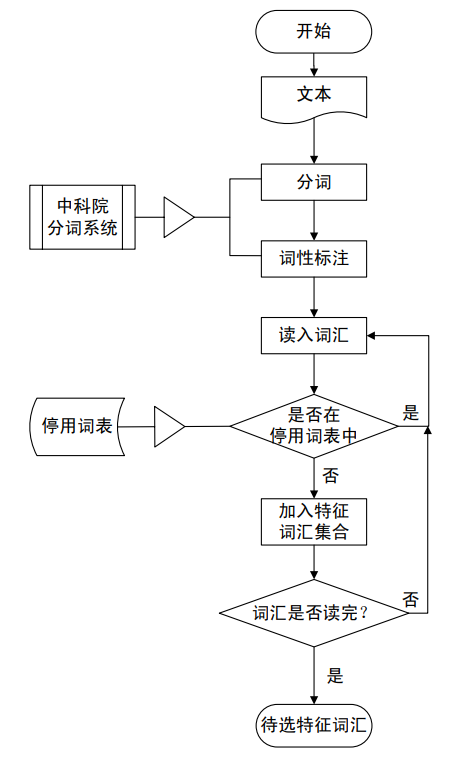 开始
文本
分词
中科院
分词系统
词性标注
读入词汇
是否在
停用词表中
是
停用词表
否
加入特征
词汇集合
词汇是否读完？
否
是
待选特征词汇